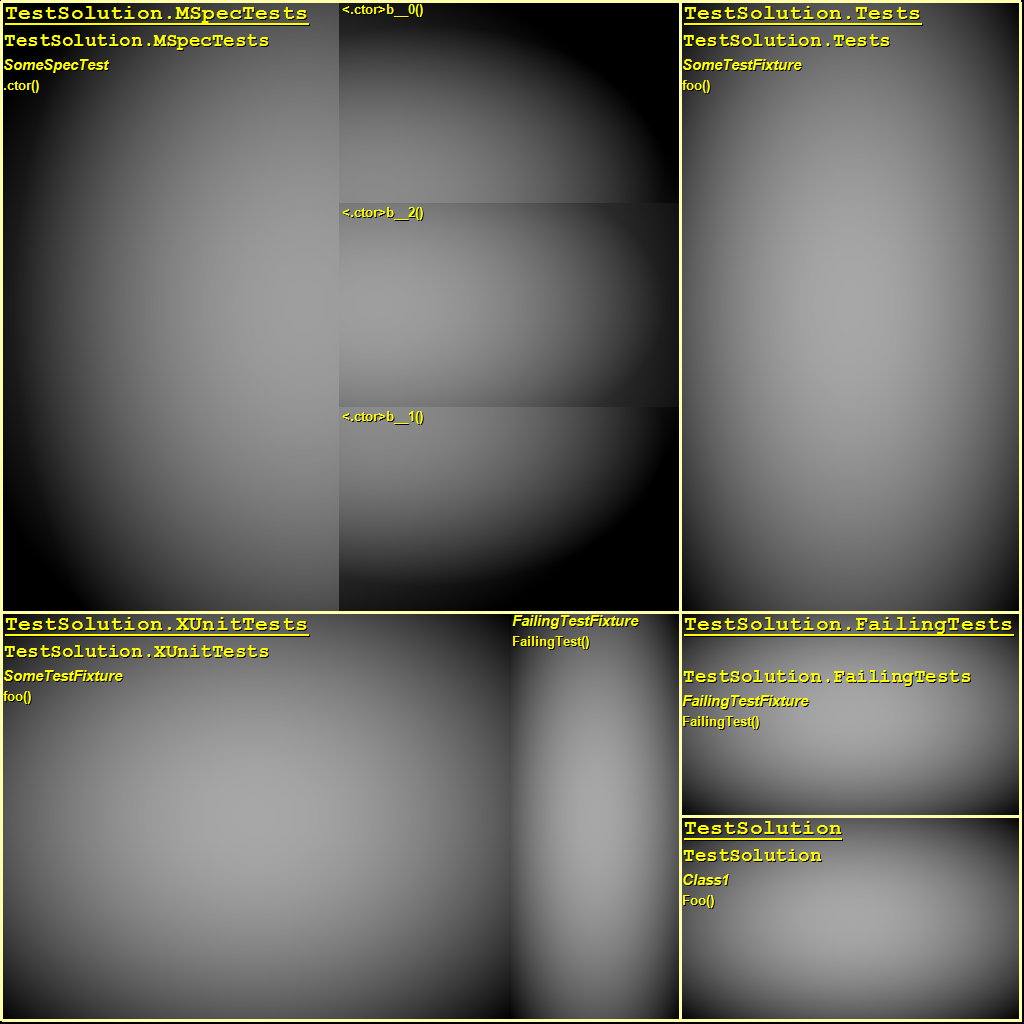 TestSolution.MSpecTests
TestSolution.MSpecTests
SomeSpecTest
.ctor()
<.ctor>b__0()
<.ctor>b__2()
<.ctor>b__1()
TestSolution.Tests
TestSolution.Tests
SomeTestFixture
foo()
TestSolution.XUnitTests
TestSolution.XUnitTests
SomeTestFixture
foo()
FailingTestFixture
FailingTest()
TestSolution.FailingTests
TestSolution.FailingTests
FailingTestFixture
FailingTest()
TestSolution
TestSolution
Class1
Foo()